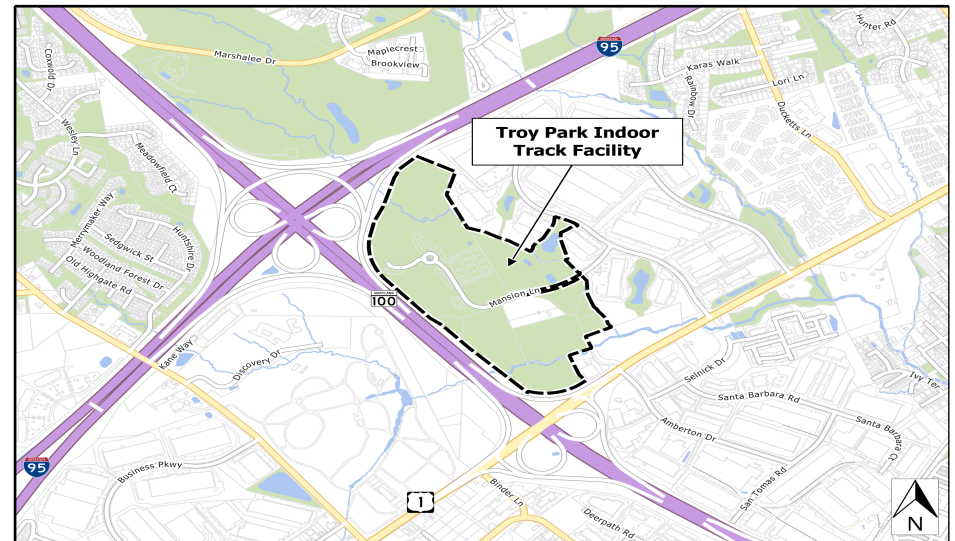 Hunter Rd
Marshalee Dr
Maplecrest
Brookview
95
Karas Walk
Lori Ln
Rainbow Dr
Ducketts Ln
Coxwold Dr
Wesley Ln
Meadowfield Ct
Troy Park Indoor
Track Facility
Merrymaker Way
Sedgwick St
Huntshire Dr
Woodland Forest Dr
Old Highgate Rd
Mansion Ln
MARYLAND
100
Kane Way
Discovery Dr
Selnick Dr
Ivy Ter
Santa Barbara Rd
Santa Barbara Ct
Amberton Dr
95
Business Pkwy
1
Binder Ln
San Tomas Rd
Deerpath Rd
N